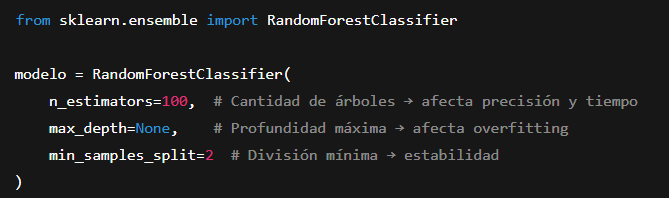 from sklearn.ensemble import RandomForestClassifier
modelo = RandomForestClassifier(
n_estimators=100,  # Cantidad de árboles → afecta precisión y tiempo
max_depth=None,    # Profundidad máxima → afecta overfitting
min_samples_split=2  # División mínima → estabilidad
)